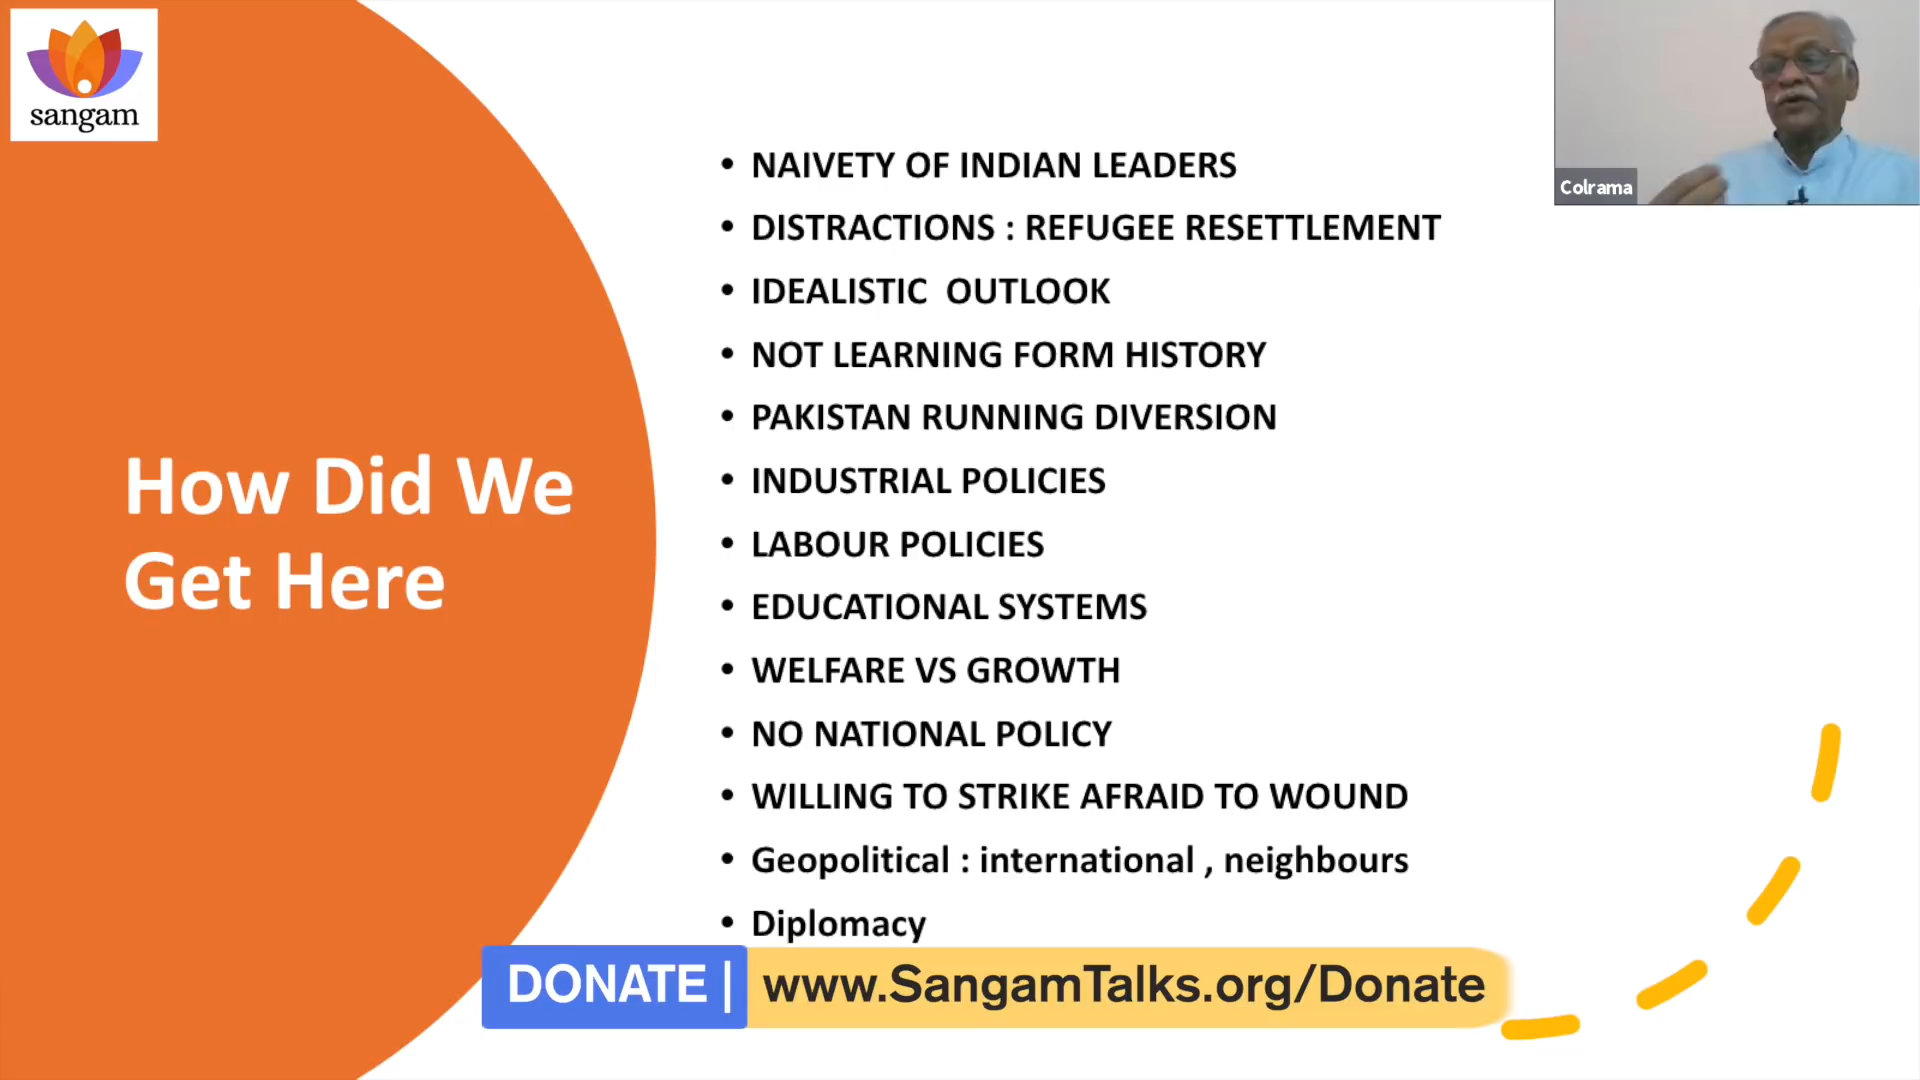 sangam
Colrama
How Did We
Get Here
• NAIVETY OF INDIAN LEADERS
• DISTRACTIONS : REFUGEE RESETTLEMENT
• IDEALISTIC  OUTLOOK
• NOT LEARNING FORM HISTORY
• PAKISTAN RUNNING DIVERSION
• INDUSTRIAL POLICIES
• LABOUR POLICIES
• EDUCATIONAL SYSTEMS
• WELFARE VS GROWTH
• NO NATIONAL POLICY
• WILLING TO STRIKE AFRAID TO WOUND
• Geopolitical : international , neighbours
• Diplomacy
DONATE | www.SangamTalks.org/Donate